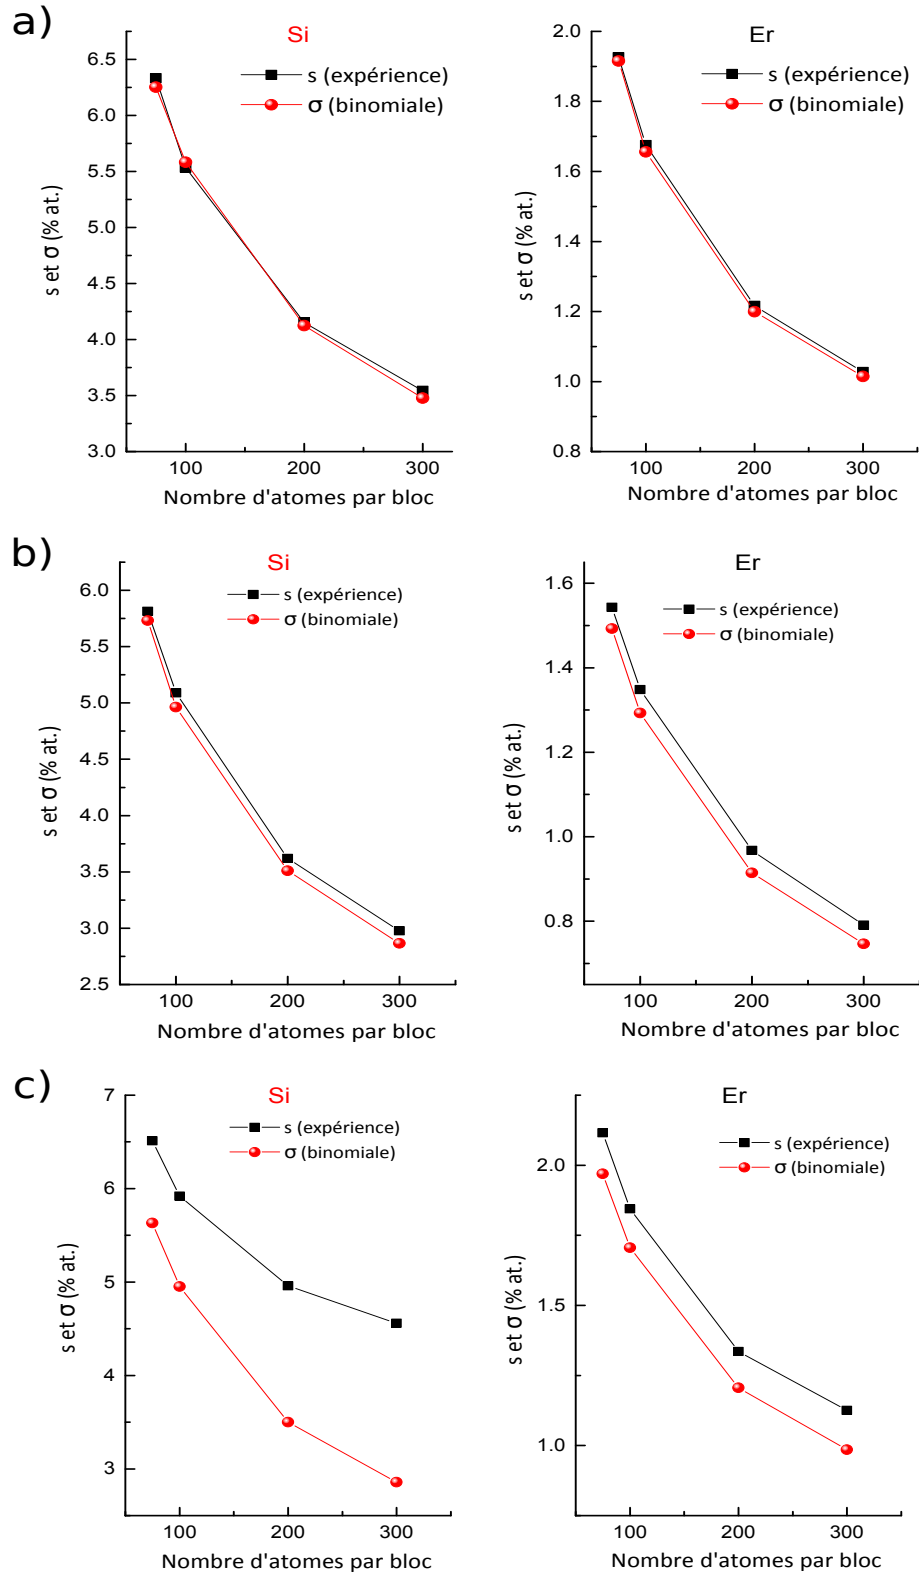 a)
Si
s (expérience)
σ (binomiale)
6.5
6.0
5.5
5.0
4.5
4.0
3.5
3.0
s et σ (% at.)
100
200
300
Nombre d'atomes par bloc
Er
s (expérience)
σ (binomiale)
2.0
1.8
1.6
1.4
1.2
1.0
0.8
s et σ (% at.)
100
200
300
Nombre d'atomes par bloc
b)
Si
s (expérience)
σ (binomiale)
6.0
5.5
5.0
4.5
4.0
3.5
3.0
2.5
s et σ (% at.)
100
200
300
Nombre d'atomes par bloc
Er
s (expérience)
σ (binomiale)
1.6
1.4
1.2
1.0
0.8
s et σ (% at.)
100
200
300
Nombre d'atomes par bloc
c)
Si
s (expérience)
σ (binomiale)
7
6
5
4
3
s et σ (% at.)
100
200
300
Nombre d'atomes par bloc
Er
s (expérience)
σ (binomiale)
2.0
1.5
1.0
s et σ (% at.)
100
200
300
Nombre d'atomes par bloc